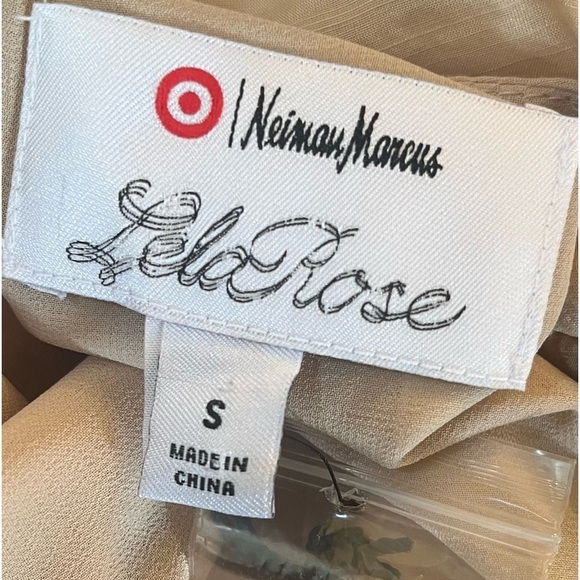 Neiman Marcus
Lela Rose
S
MADE IN
CHINA